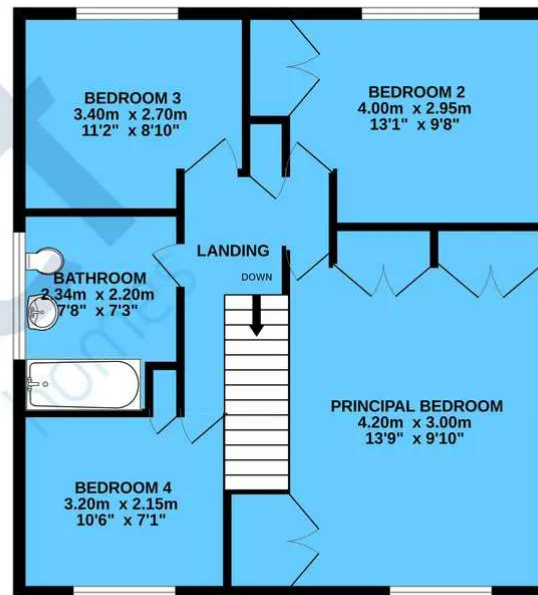 BEDROOM 3
3.40m x 2.70m
11'2" x 8'10"
BEDROOM 2
4.00m x 2.95m
13'1" x 9'8"
LANDING
DOWN
BATHROOM
2.34m x 2.20m
7'8" x 7'3"
homes
PRINCIPAL BEDROOM
4.20m x 3.00m
13'9" x 9'10"
BEDROOM 4
3.20m x 2.15m
10'6" x 7'1"